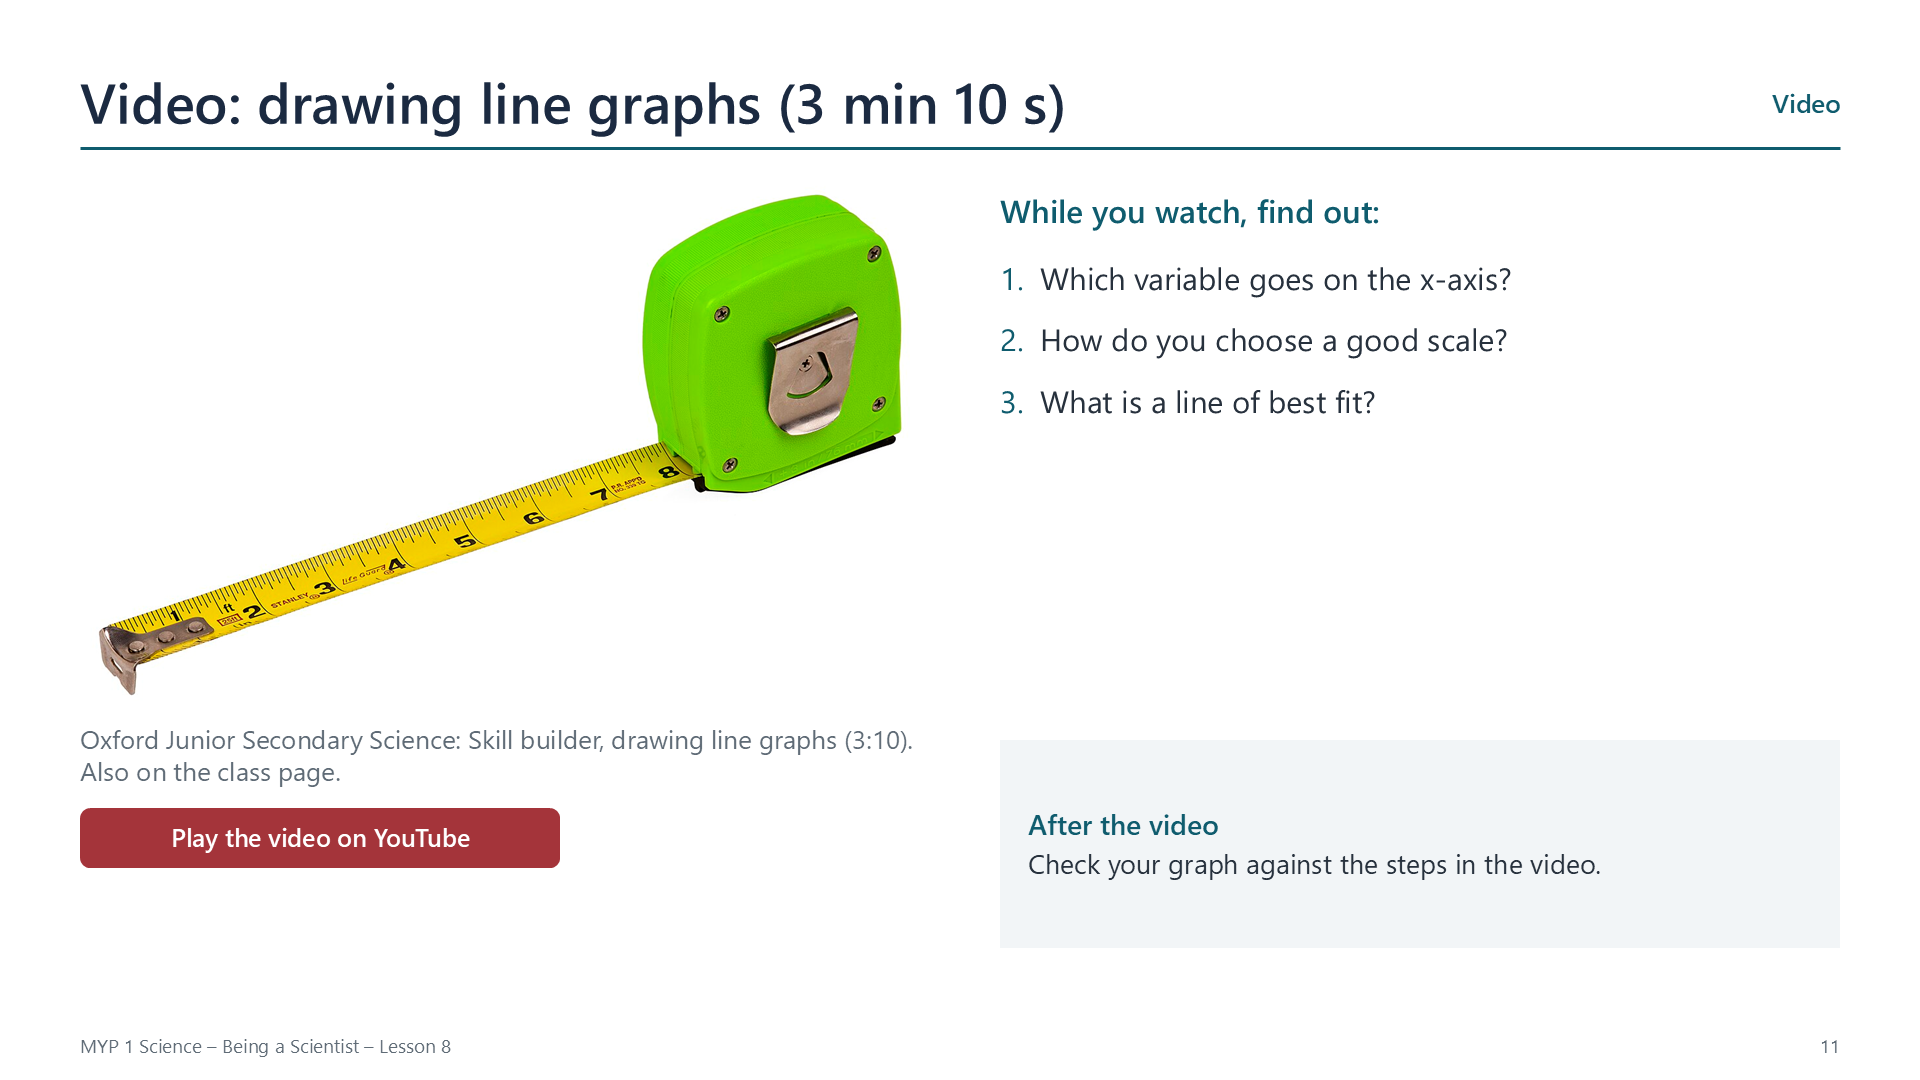 Video: drawing line graphs (3 min 10 s)
Video
1
ft
2
STANLEY
3
4
5
6
7
8
While you watch, find out:
1. Which variable goes on the x-axis?
2. How do you choose a good scale?
3. What is a line of best fit?
Oxford Junior Secondary Science: Skill builder, drawing line graphs (3:10).
Also on the class page.
Play the video on YouTube
After the video
Check your graph against the steps in the video.
MYP 1 Science – Being a Scientist – Lesson 8
11